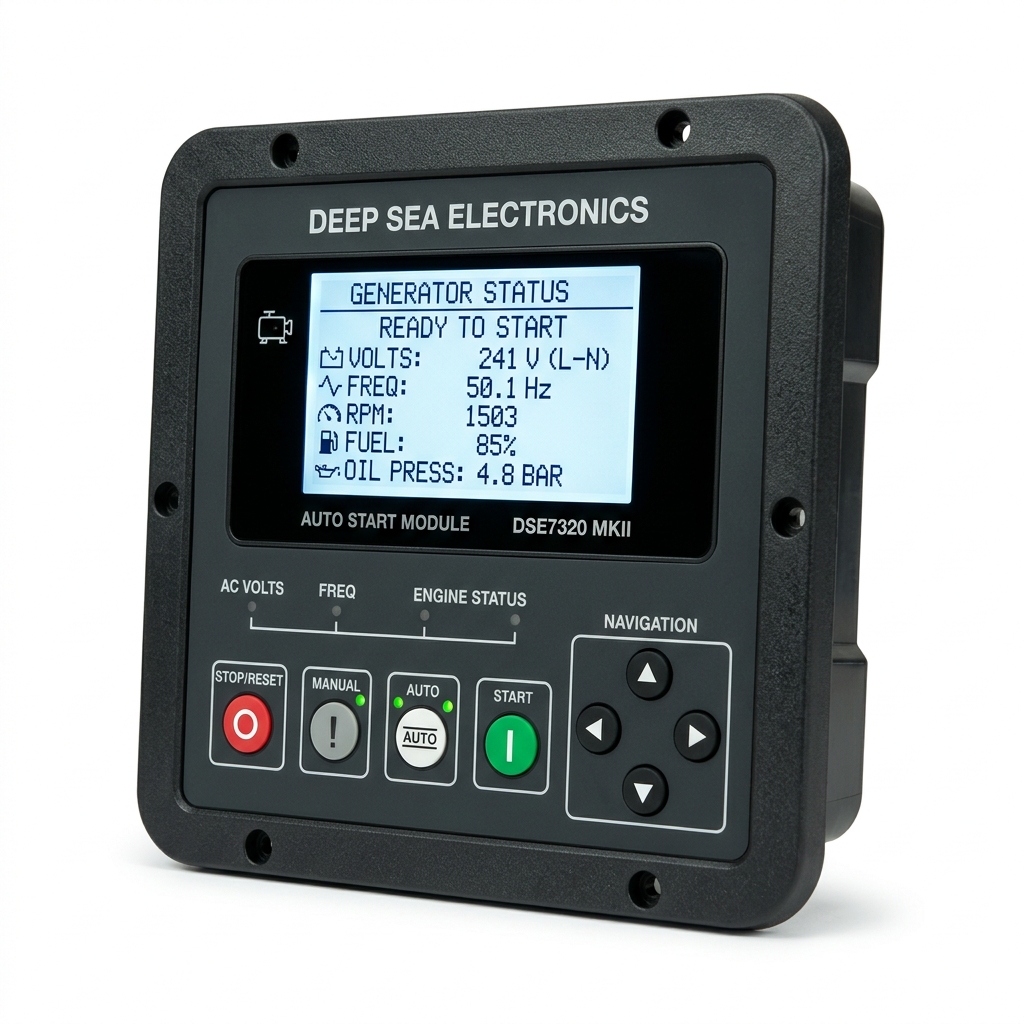 DEEP SEA ELECTRONICS
GENERATOR STATUS
READY TO START
VOLTS: 241 V (L-N)
FREQ: 50.1 Hz
RPM: 1503
FUEL: 85%
OIL PRESS: 4.8 BAR
AUTO START MODULE DSE7320 MKII
AC VOLTS FREQ ENGINE STATUS
NAVIGATION
STOP/RESET MANUAL AUTO START
AUTO